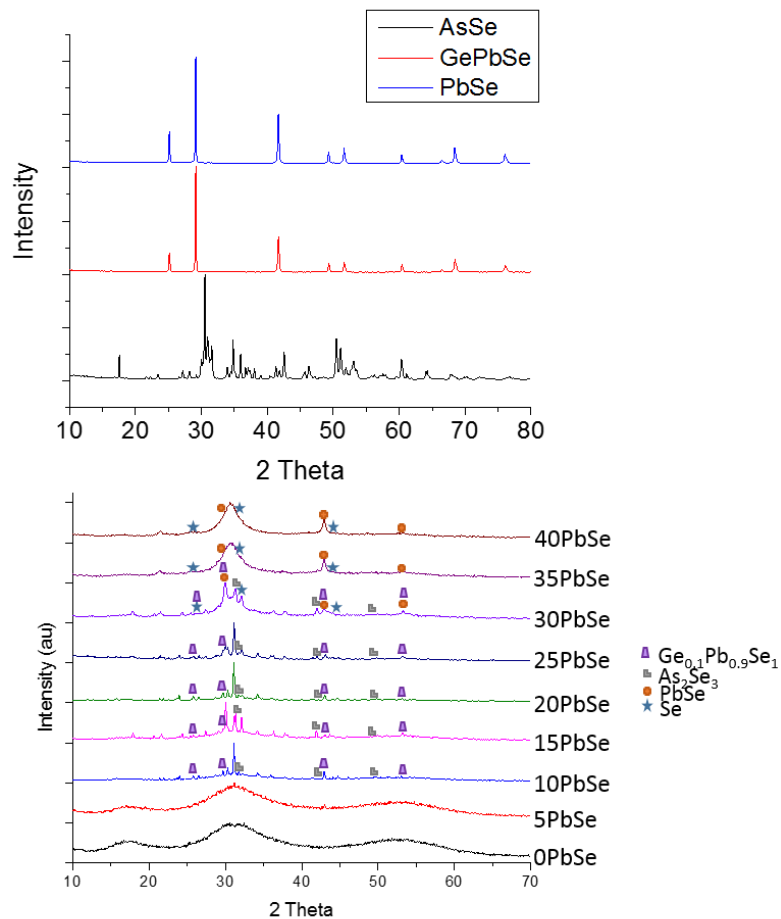 AsSe
GePbSe
PbSe
Intensity
10 20 30 40 50 60 70 80
2 Theta
Intensity (au)
40PbSe
35PbSe
30PbSe
25PbSe
20PbSe
15PbSe
10PbSe
5PbSe
0PbSe
Ge0.1Pb0.9Se1
As2Se3
PbSe
Se
10 20 30 40 50 60 70
2 Theta